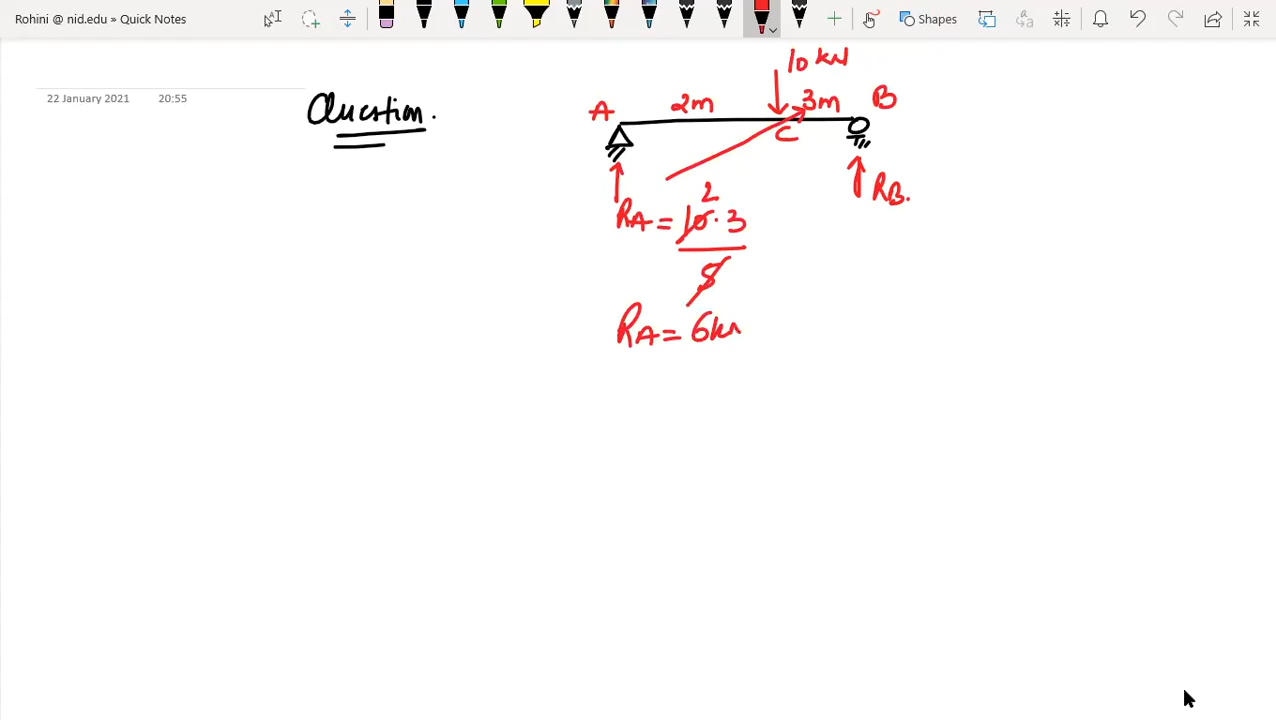 Rohini @ nid.edu » Quick Notes
Shapes
22 January 2021 20:55
Question.
10 kN
A 2m 3m B
C
RB.
2
RA = 10 · 3
5
RA = 6kn